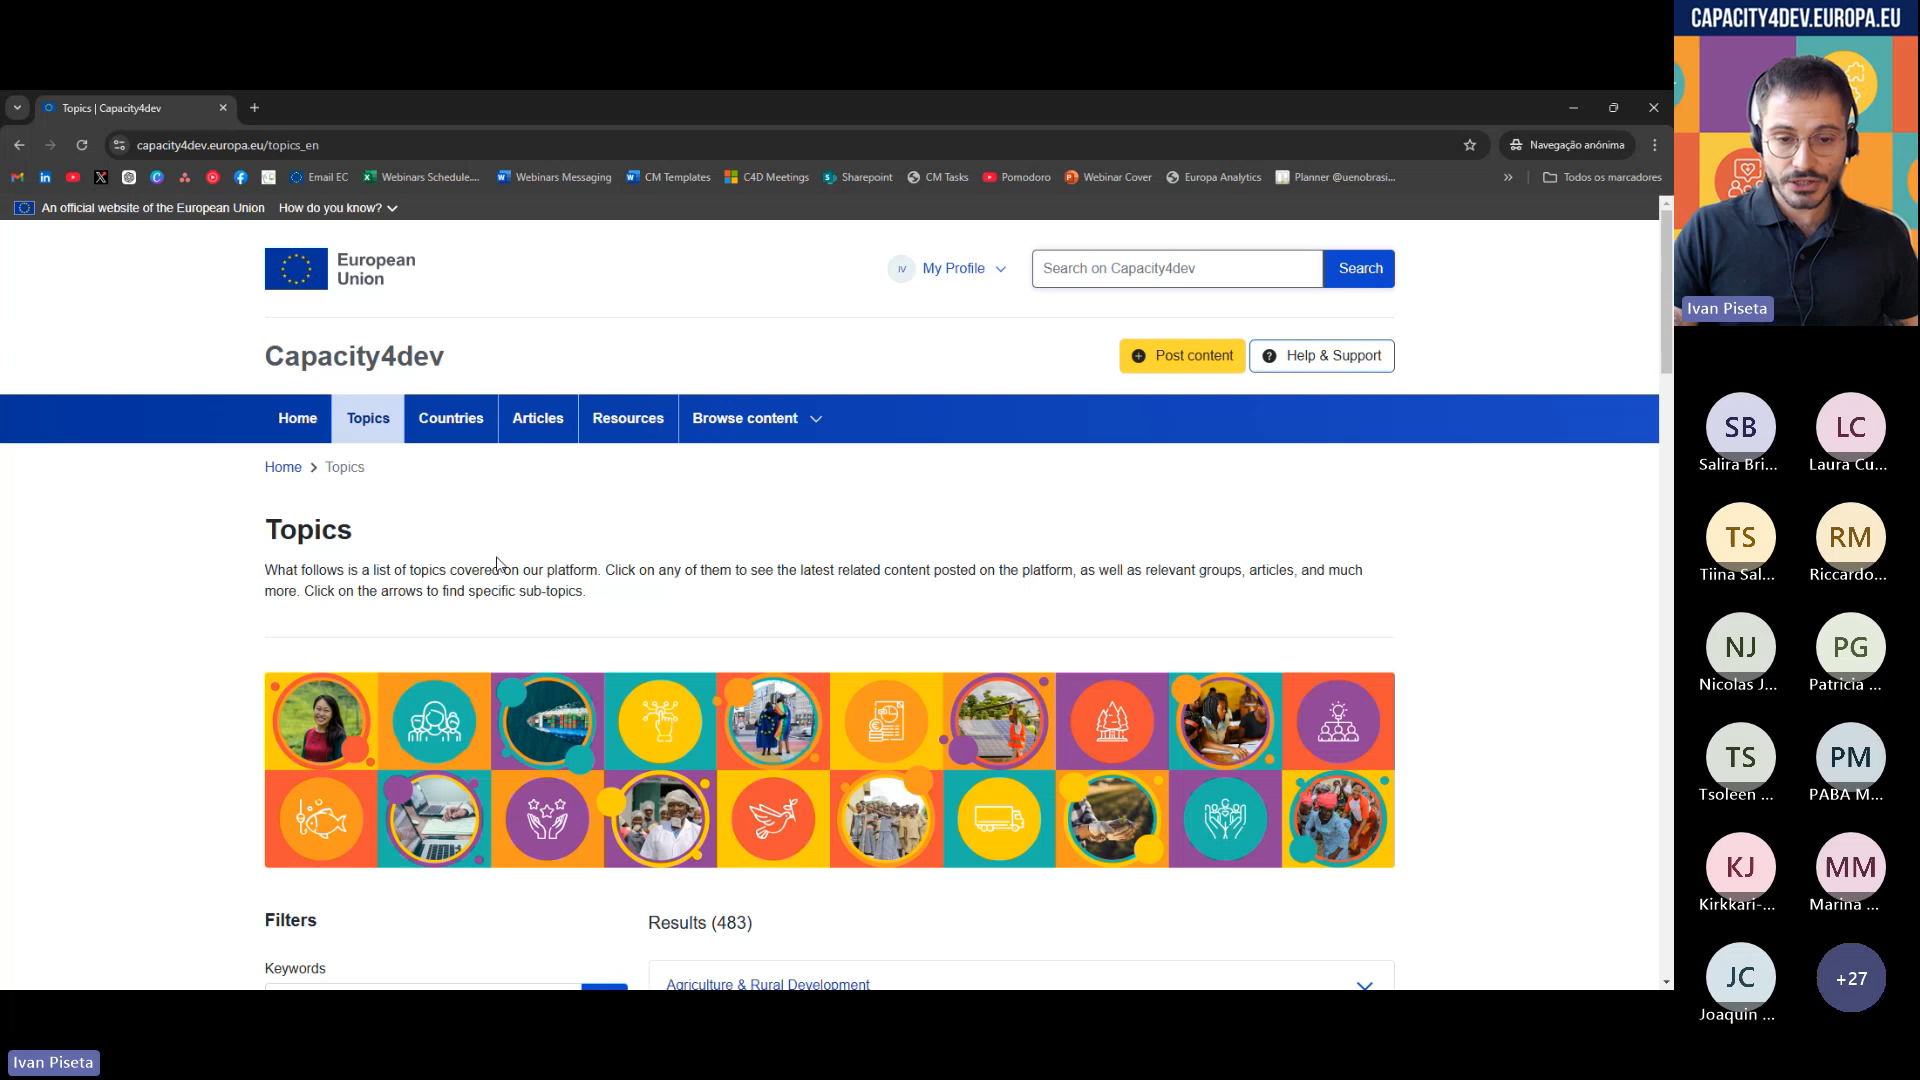 CAPACITY4DEV.EUROPA.EU
Topics | Capacity4dev
capacity4dev.europa.eu/topics_en
Navegação anónima
Email EC
Webinars Schedule....
Webinars Messaging
CM Templates
C4D Meetings
Sharepoint
CM Tasks
Pomodoro
Webinar Cover
Europa Analytics
Planner @uenobrasi...
Todos os marcadores
An official website of the European Union How do you know?
European
Union
IV
My Profile
Search on Capacity4dev
Search
Capacity4dev
Post content
Help & Support
Home
Topics
Countries
Articles
Resources
Browse content
Home > Topics
Topics
What follows is a list of topics covered on our platform. Click on any of them to see the latest related content posted on the platform, as well as relevant groups, articles, and much
more. Click on the arrows to find specific sub-topics.
Filters
Results (483)
Keywords
Agriculture & Rural Development
Ivan Piseta
SB
Salira Bri...
LC
Laura Cu...
TS
Tiina Sal...
RM
Riccardo...
NJ
Nicolas J...
PG
Patricia ...
TS
Tsoleen ...
PM
PABA M...
KJ
Kirkkari-...
MM
Marina ...
JC
Joaquin ...
+27
Ivan Piseta